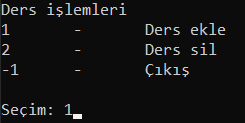 Ders işlemleri
1 - Ders ekle
2 - Ders sil
-1 - Çıkış
Seçim: 1